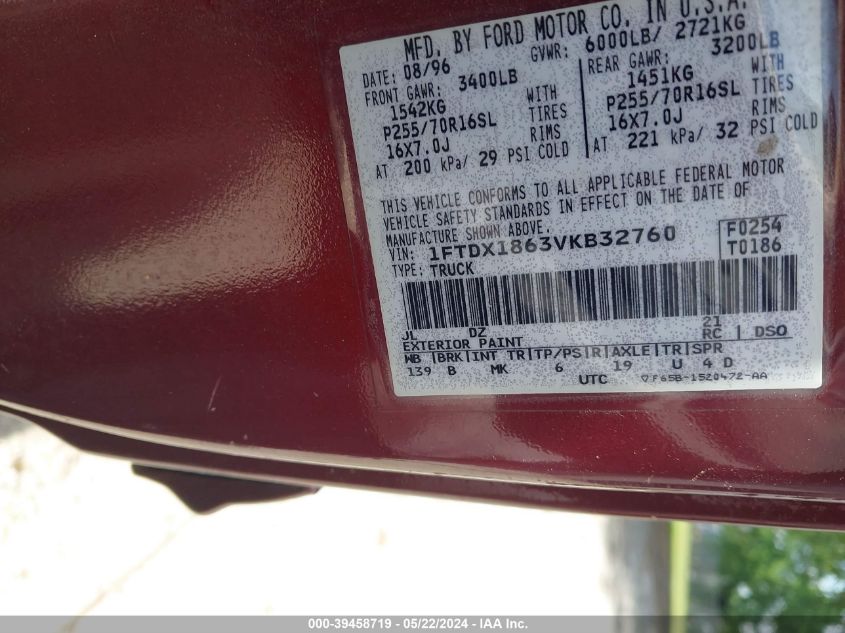 MFD. BY FORD MOTOR CO. IN U.S.A.
DATE: 08/96 GVWR: 6000LB/ 2721KG
FRONT GAWR: 3400LB REAR GAWR: 3200LB
1542KG WITH 1451KG WITH
P255/70R16SL TIRES P255/70R16SL TIRES
16X7.0J RIMS 16X7.0J RIMS
AT 200 kPa/ 29 PSI COLD AT 221 kPa/ 32 PSI COLD
THIS VEHICLE CONFORMS TO ALL APPLICABLE FEDERAL MOTOR
VEHICLE SAFETY STANDARDS IN EFFECT ON THE DATE OF
MANUFACTURE SHOWN ABOVE.
VIN: 1FTDX1863VKB32760 F0254
TYPE: TRUCK T0186
JL DZ 21
EXTERIOR PAINT RC DSO
WB BRK INT TR TP/PS R AXLE TR SPR
139 B MK 6 19 U 4 D
UTC F65B-1520472-AA
000-39458719 - 05/22/2024 - IAA Inc.